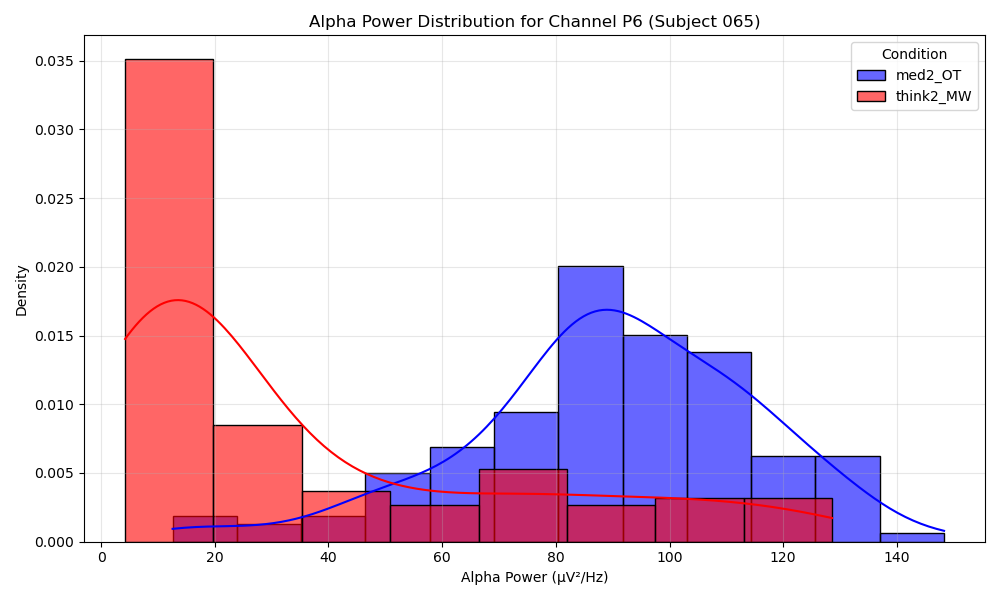 Alpha Power Distribution for Channel P6 (Subject 065)
Condition
med2_OT
think2_MW
Density
0.035
0.030
0.025
0.020
0.015
0.010
0.005
0.000
0 20 40 60 80 100 120 140
Alpha Power (μV²/Hz)